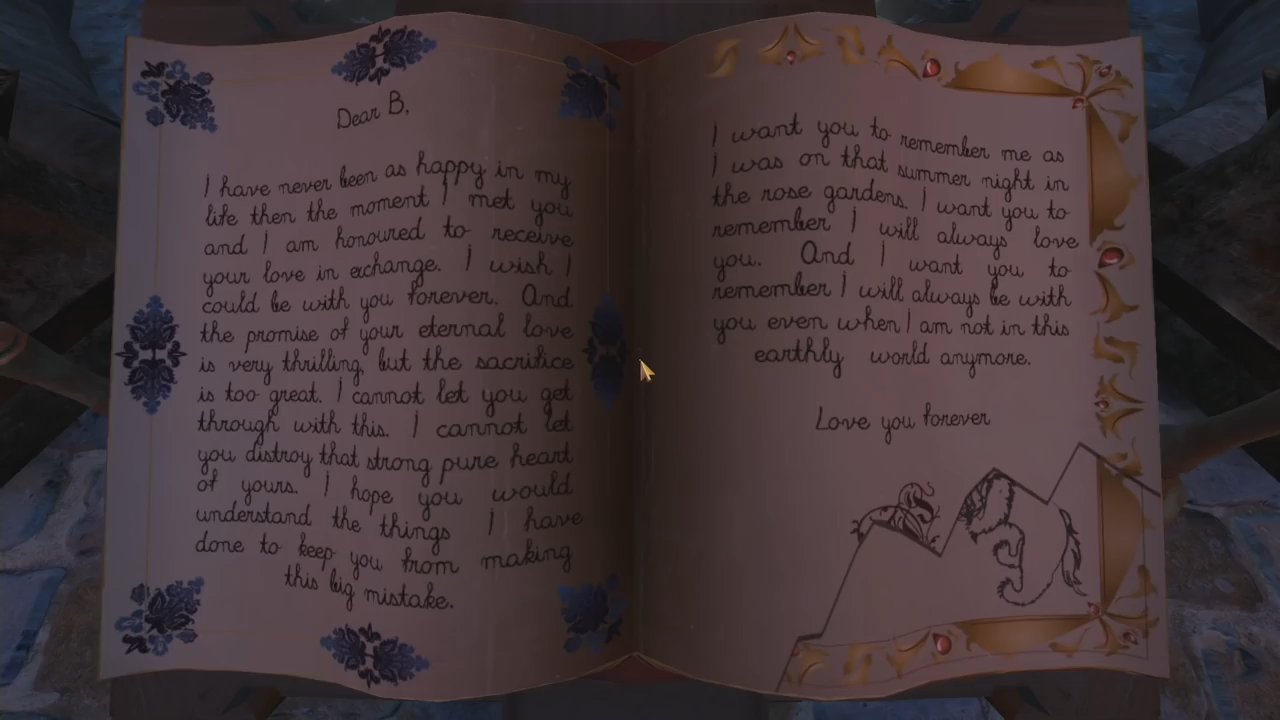 Dear B,
I have never been as happy in my
life then the moment I met you
and I am honoured to receive
your love in exchange. I wish I
could be with you forever. And
the promise of your eternal love
is very thrilling, but the sacrifice
is too great. I cannot let you get
through with this. I cannot let
you distroy that strong pure heart
of yours. I hope you would
understand the things I have
done to keep you from making
this big mistake.
I want you to remember me as
I was on that summer night in
the rose gardens. I want you to
remember I will always love
you. And I want you to
remember I will always be with
you even when I am not in this
earthly world anymore.
Love you forever